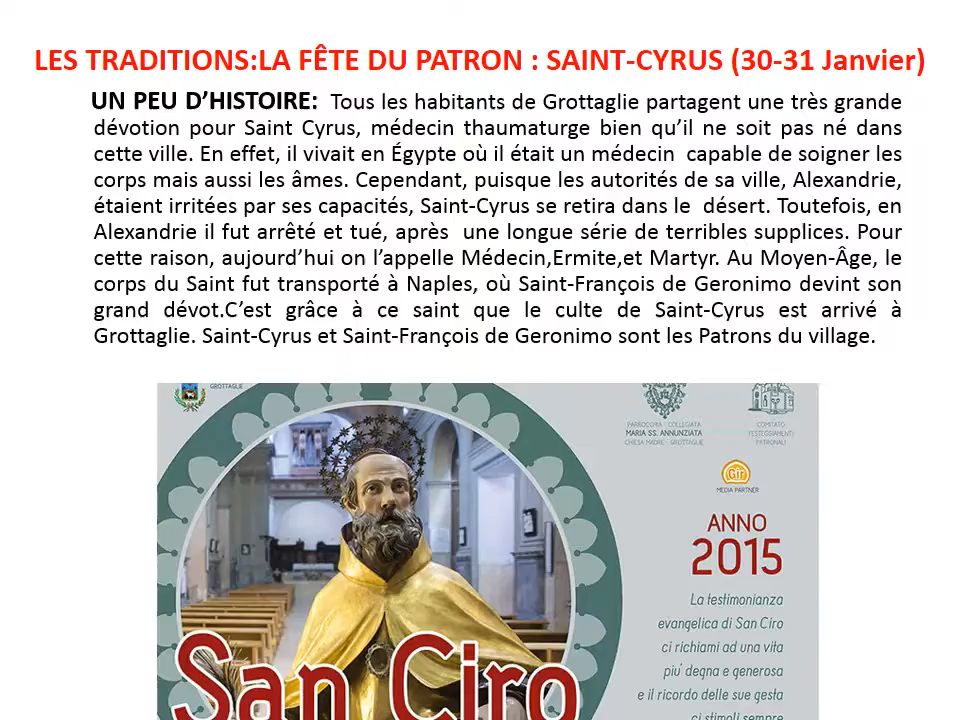 LES TRADITIONS:LA FÊTE DU PATRON : SAINT-CYRUS (30-31 Janvier)
UN PEU D’HISTOIRE: Tous les habitants de Grottaglie partagent une très grande
dévotion pour Saint Cyrus, médecin thaumaturge bien qu’il ne soit pas né dans
cette ville. En effet, il vivait en Égypte où il était un médecin capable de soigner les
corps mais aussi les âmes. Cependant, puisque les autorités de sa ville, Alexandrie,
étaient irritées par ses capacités, Saint-Cyrus se retira dans le désert. Toutefois, en
Alexandrie il fut arrêté et tué, après une longue série de terribles supplices. Pour
cette raison, aujourd’hui on l’appelle Médecin,Ermite,et Martyr. Au Moyen-Âge, le
corps du Saint fut transporté à Naples, où Saint-François de Geronimo devint son
grand dévot.C’est grâce à ce saint que le culte de Saint-Cyrus est arrivé à
Grottaglie. Saint-Cyrus et Saint-François de Geronimo sont les Patrons du village.
GROTTAGLIE
PARROCCHIA - COLLEGIATA
MARIA SS. ANNUNZIATA
CHIESA MADRE - GROTTAGLIE
COMITATO
FESTEGGIAMENTI
PATRONALI
Gir
MEDIA PARTNER
ANNO
2015
La testimonianza
evangelica di San Ciro
ci richiami ad una vita
piu' degna e generosa
e il ricordo delle sue gesta
ci stimoli sempre
San Ciro